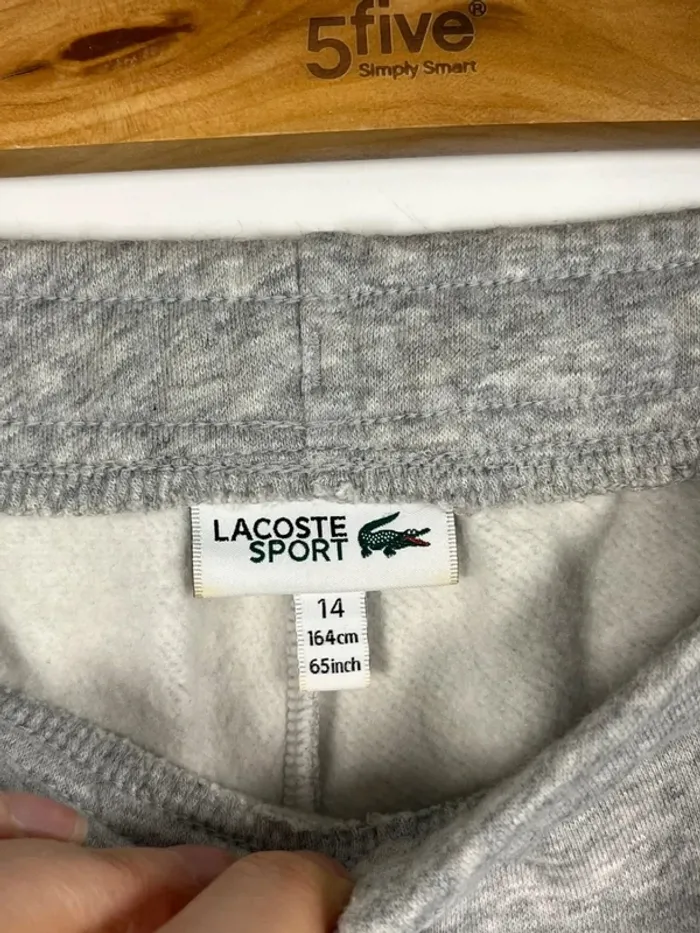 5five®
Simply Smart
LACOSTE
SPORT
14
164cm
65inch